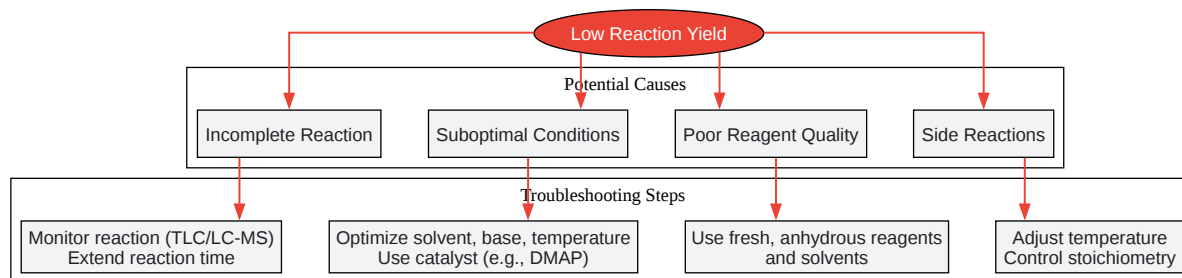 Low Reaction Yield
Potential Causes
Incomplete Reaction
Suboptimal Conditions
Poor Reagent Quality
Side Reactions
Troubleshooting Steps
Monitor reaction (TLC/LC-MS)
Extend reaction time
Optimize solvent, base, temperature
Use catalyst (e.g., DMAP)
Use fresh, anhydrous reagents
and solvents
Adjust temperature
Control stoichiometry